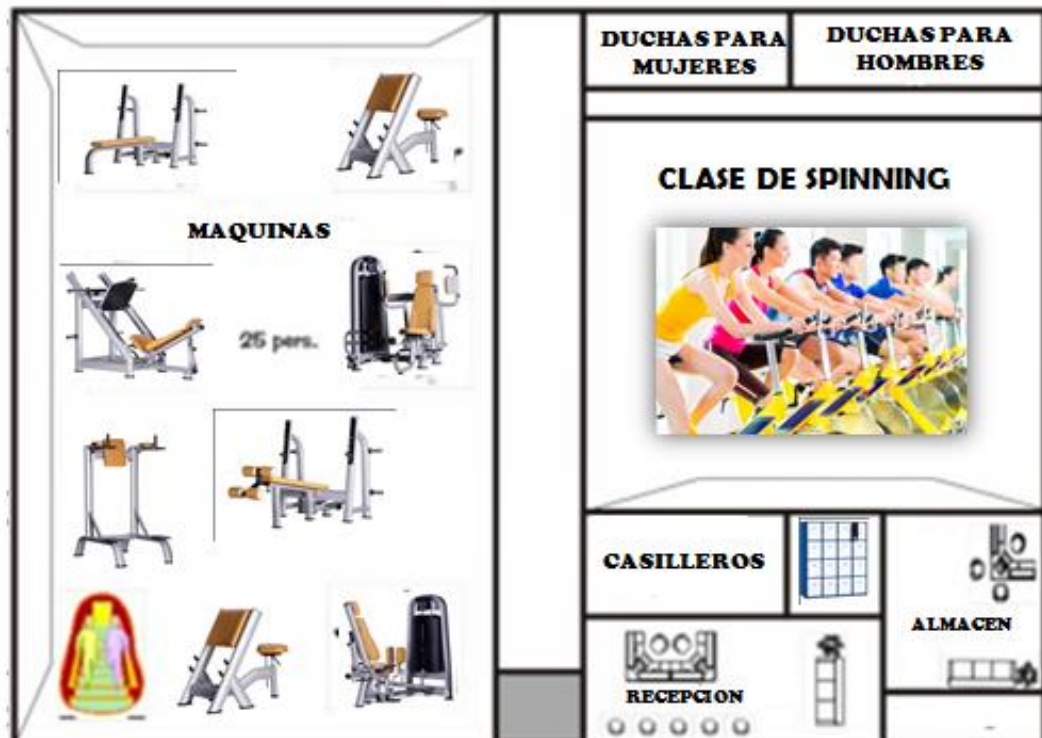 DUCHAS PARA
MUJERES
DUCHAS PARA
HOMBRES
CLASE DE SPINNING
MAQUINAS
25 pers.
CASILLEROS
ALMACEN
RECEPCION